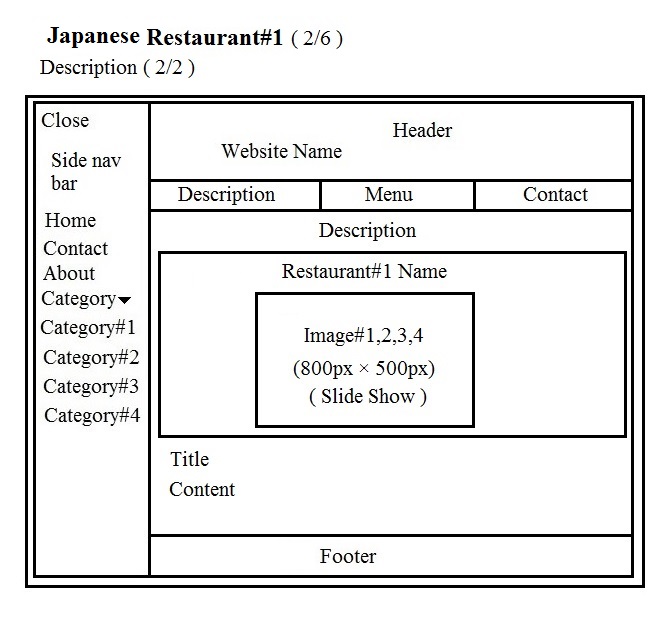 Japanese Restaurant#1 ( 2/6 )
Description ( 2/2 )
Close
Side nav
bar
Home
Contact
About
Category
Category#1
Category#2
Category#3
Category#4
Header
Website Name
Description Menu Contact
Description
Restaurant#1 Name
Image#1,2,3,4
(800px × 500px)
( Slide Show )
Title
Content
Footer